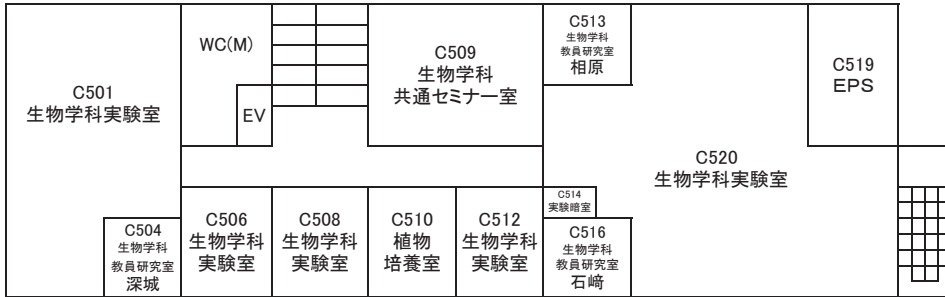 C501
生物学科実験室
WC(M)
EV
C509
生物学科
共通セミナー室
C513
生物学科
教員研究室
相原
C519
EPS
C520
生物学科実験室
C504
生物学科
教員研究室
深城
C506
生物学科
実験室
C508
生物学科
実験室
C510
植物
培養室
C512
生物学科
実験室
C514
実験暗室
C516
生物学科
教員研究室
石﨑